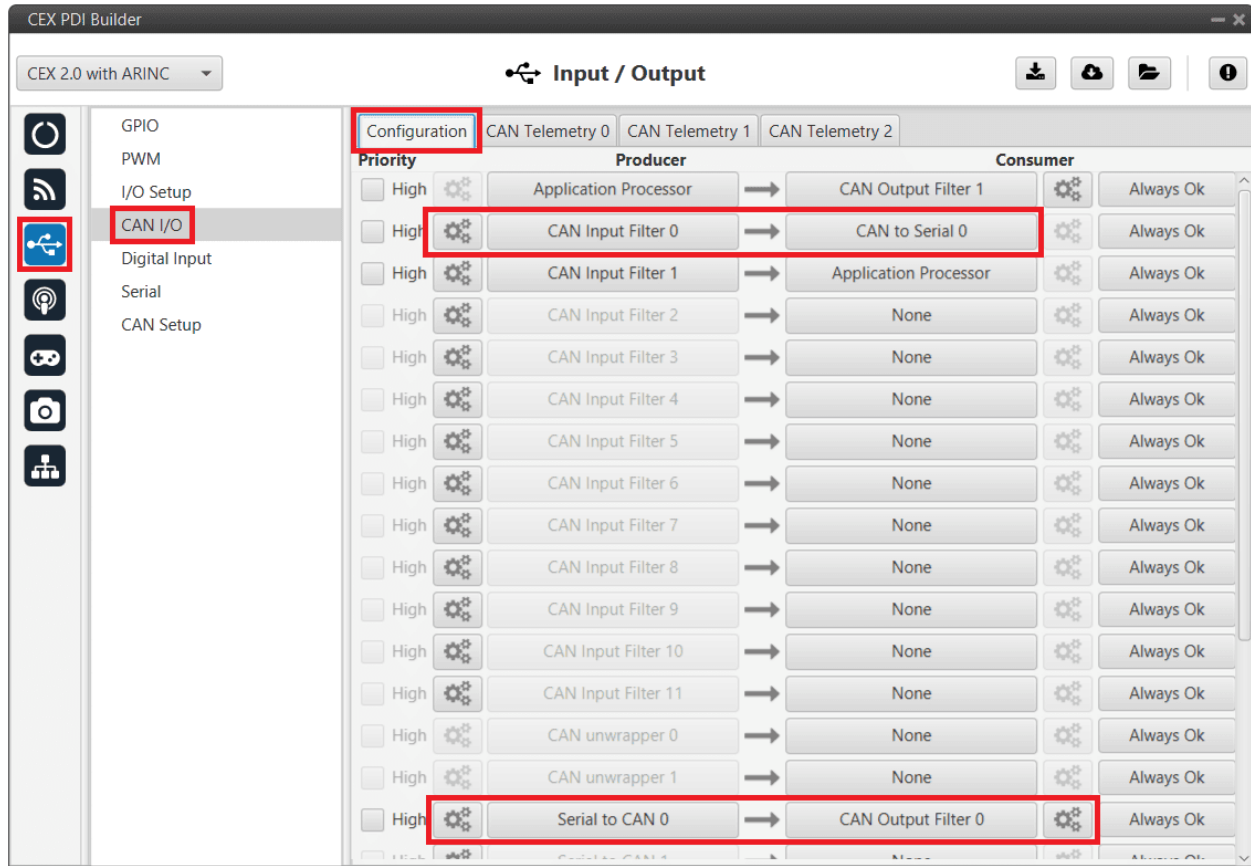 CEX PDI Builder
CEX 2.0 with ARINC
Input / Output
GPIO
PWM
I/O Setup
CAN I/O
Digital Input
Serial
CAN Setup
Configuration CAN Telemetry 0 CAN Telemetry 1 CAN Telemetry 2
Priority Producer Consumer
High Application Processor CAN Output Filter 1 Always Ok
High CAN Input Filter 0 CAN to Serial 0 Always Ok
High CAN Input Filter 1 Application Processor Always Ok
High CAN Input Filter 2 None Always Ok
High CAN Input Filter 3 None Always Ok
High CAN Input Filter 4 None Always Ok
High CAN Input Filter 5 None Always Ok
High CAN Input Filter 6 None Always Ok
High CAN Input Filter 7 None Always Ok
High CAN Input Filter 8 None Always Ok
High CAN Input Filter 9 None Always Ok
High CAN Input Filter 10 None Always Ok
High CAN Input Filter 11 None Always Ok
High CAN unwrapper 0 None Always Ok
High CAN unwrapper 1 None Always Ok
High Serial to CAN 0 CAN Output Filter 0 Always Ok